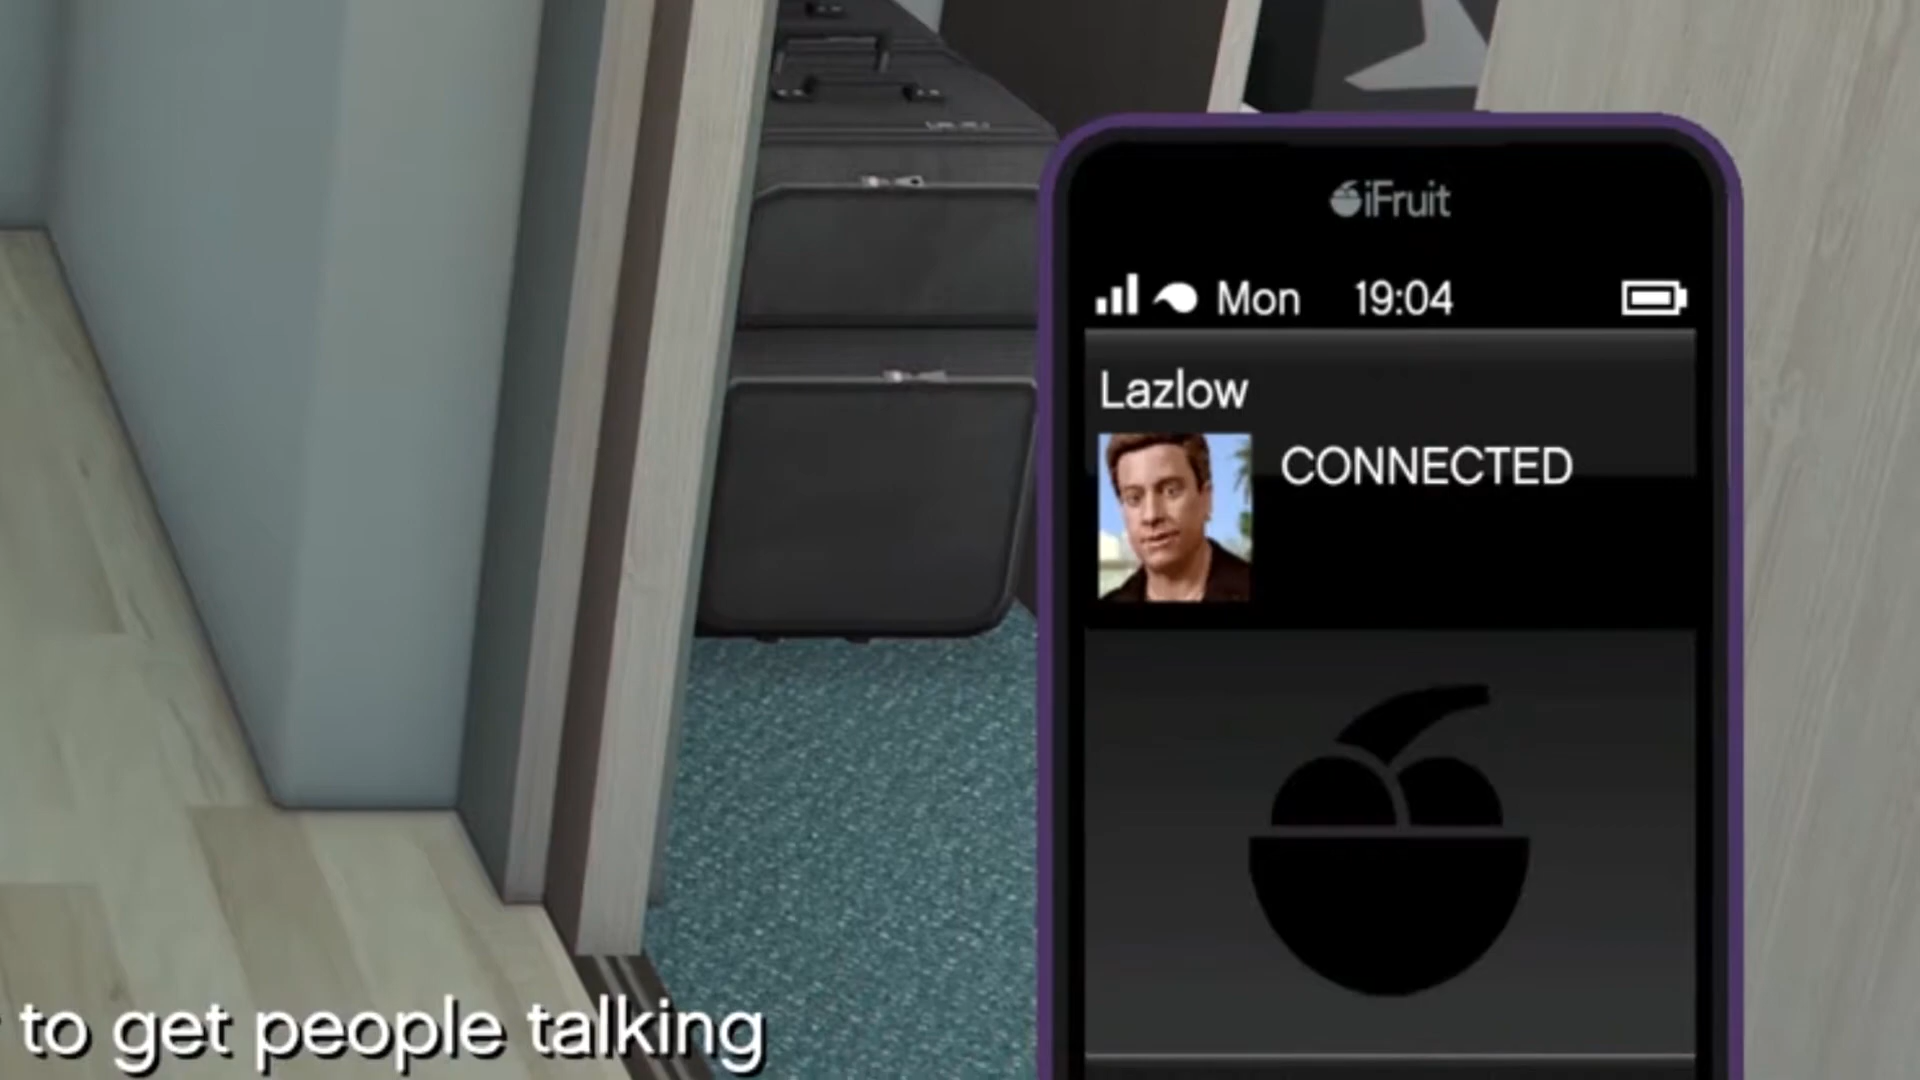 iFruit
Mon 19:04
Lazlow
CONNECTED
to get people talking